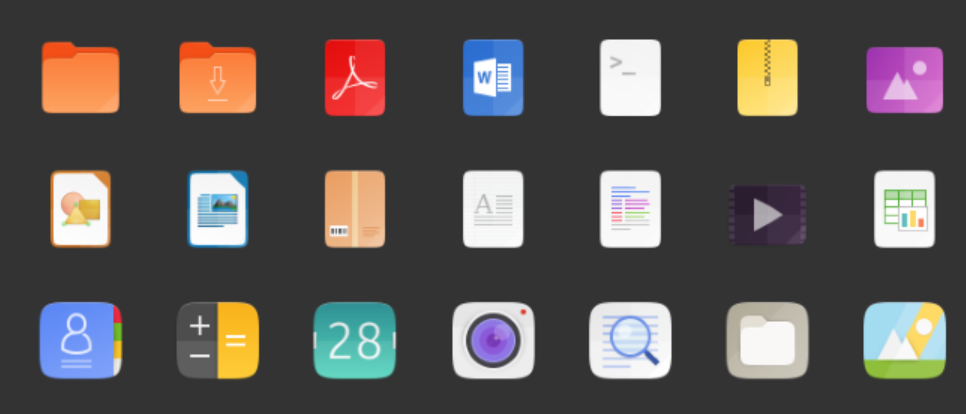 W
>_
A
+
− =
28